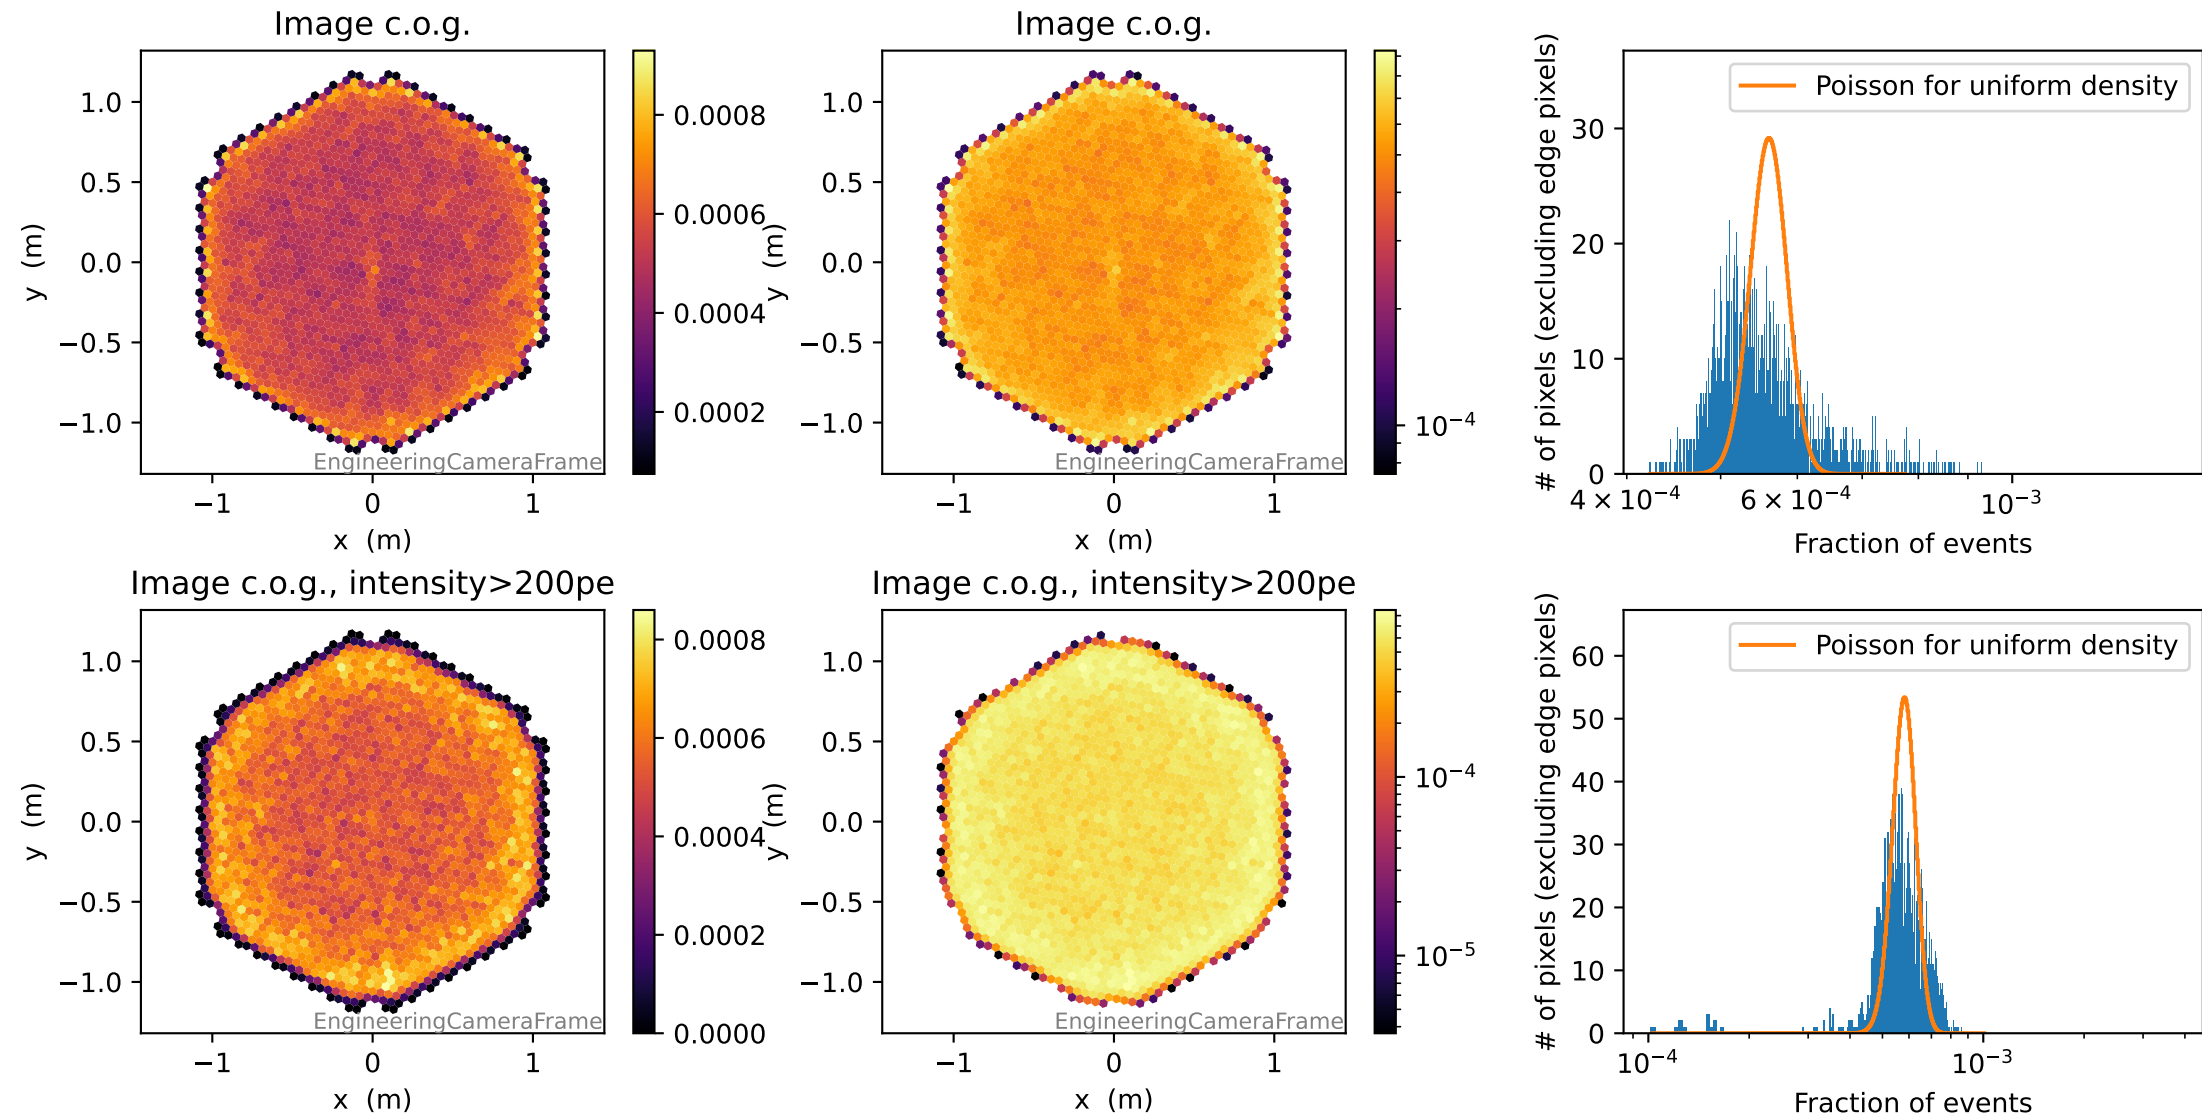 Image c.o.g.
1.0
0.5
0.0
−0.5
−1.0
y (m)
−1
0
1
x (m)
EngineeringCameraFrame
0.0008
0.0006
0.0004
0.0002
Image c.o.g.
1.0
0.5
0.0
−0.5
−1.0
y (m)
−1
0
1
x (m)
EngineeringCameraFrame
10⁻⁴
# of pixels (excluding edge pixels)
30
20
10
0
Poisson for uniform density
4 × 10⁻⁴
6 × 10⁻⁴
10⁻³
Fraction of events
Image c.o.g., intensity>200pe
1.0
0.5
0.0
−0.5
−1.0
y (m)
−1
0
1
x (m)
EngineeringCameraFrame
0.0008
0.0006
0.0004
0.0002
0.0000
Image c.o.g., intensity>200pe
1.0
0.5
0.0
−0.5
−1.0
y (m)
−1
0
1
x (m)
EngineeringCameraFrame
10⁻⁴
10⁻⁵
# of pixels (excluding edge pixels)
60
50
40
30
20
10
0
Poisson for uniform density
10⁻⁴
10⁻³
Fraction of events